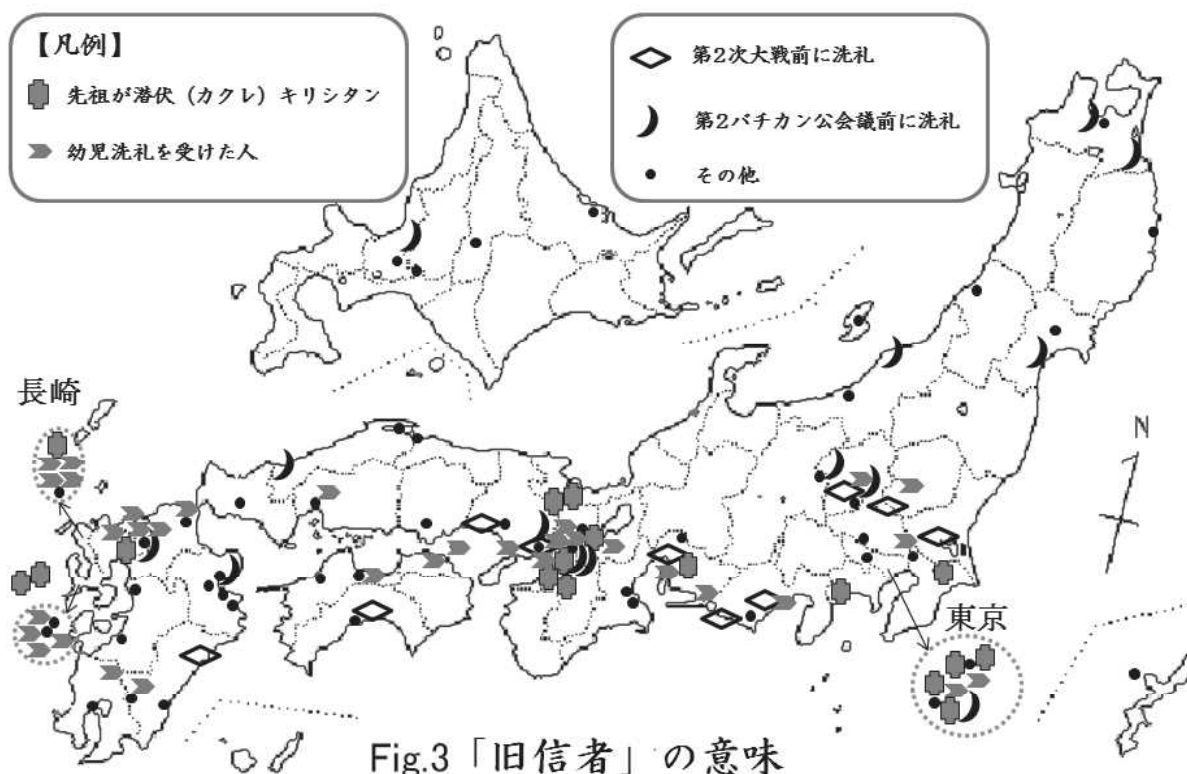 【凡例】
先祖が潜伏（カクレ）キリシタン
幼児洗礼を受けた人
第2次大戦前に洗礼
第2バチカン公会議前に洗礼
その他
長崎
N
東京
Fig.3「旧信者」の意味